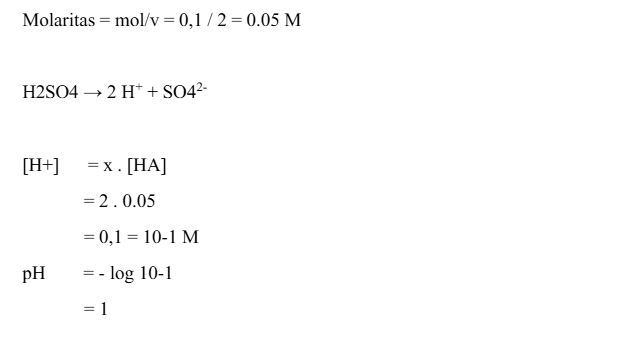 Molaritas = mol/v = 0,1 / 2 = 0.05 M
H2SO4 → 2 H⁺ + SO4²⁻
[H+] = x . [HA]
= 2 . 0.05
= 0,1 = 10-1 M
pH = - log 10-1
= 1